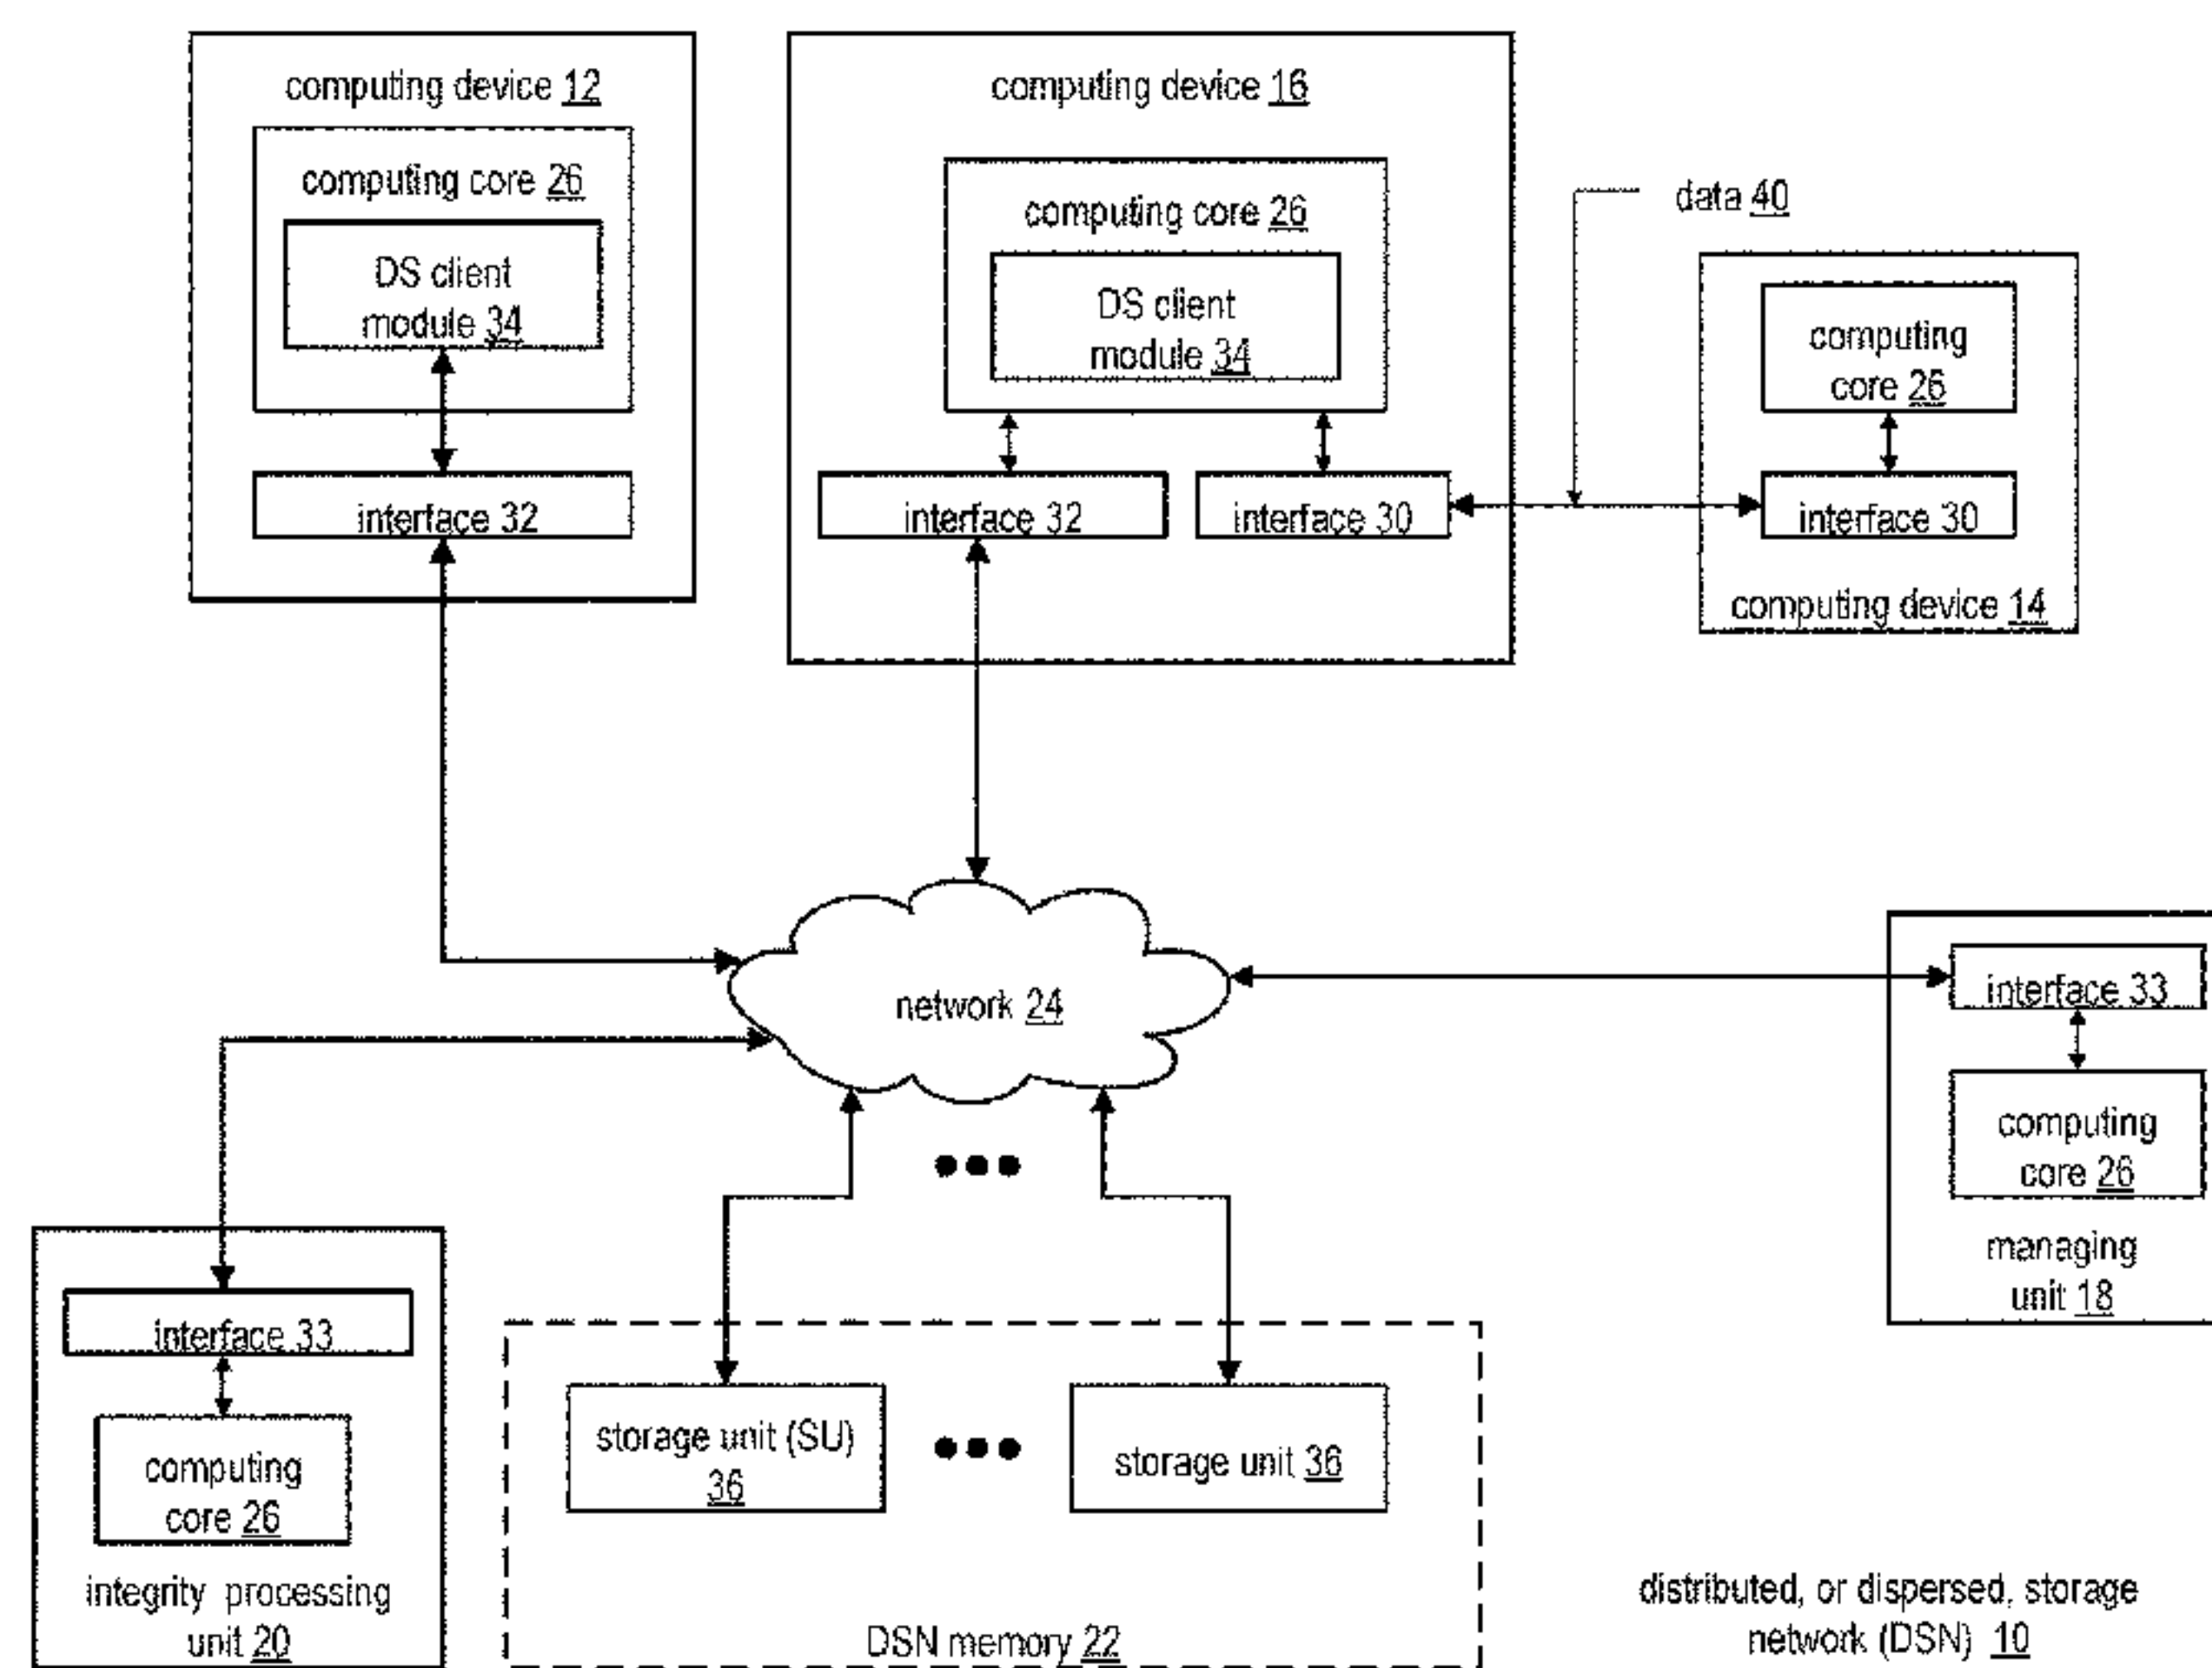 computing device 12
computing core 26
DS client
module 34
interface 32
computing device 16
computing core 26
DS client
module 34
interface 32
interface 30
data 40
computing
core 26
interface 30
computing device 14
network 24
interface 33
computing
core 26
managing
unit 18
interface 33
computing
core 26
integrity processing
unit 20
storage unit (SU)
36
storage unit 36
DSN memory 22
distributed, or dispersed, storage
network (DSN) 10